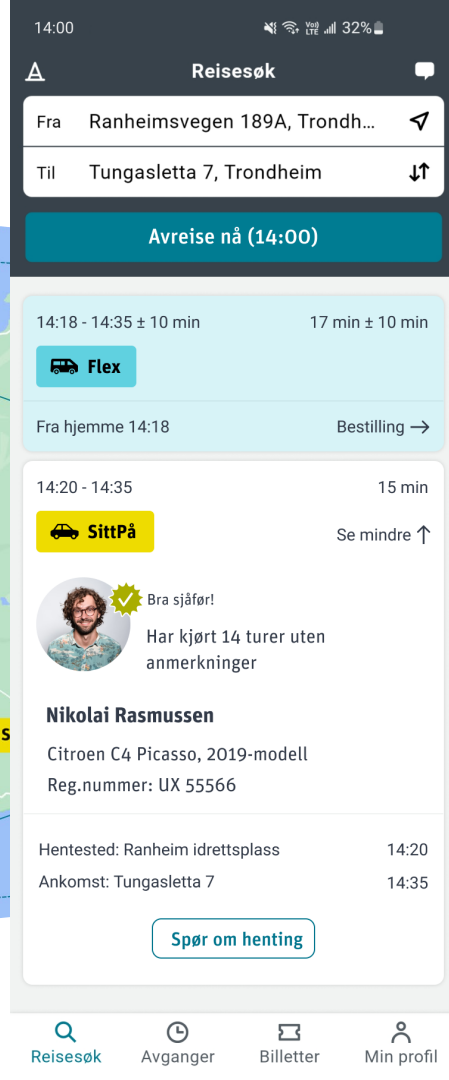 14:00
Vo))
LTE
32%
Reisesøk
Fra Ranheimsvegen 189A, Trondh...
Til Tungasletta 7, Trondheim
Avreise nå (14:00)
14:18 - 14:35 ± 10 min 17 min ± 10 min
Flex
Fra hjemme 14:18 Bestilling →
14:20 - 14:35 15 min
SittPå
Se mindre ↑
Bra sjåfør!
Har kjørt 14 turer uten
anmerkninger
Nikolai Rasmussen
Citroen C4 Picasso, 2019-modell
Reg.nummer: UX 55566
S
Hentested: Ranheim idrettsplass 14:20
Ankomst: Tungasletta 7 14:35
Spør om henting
Reisesøk Avganger Billetter Min profil